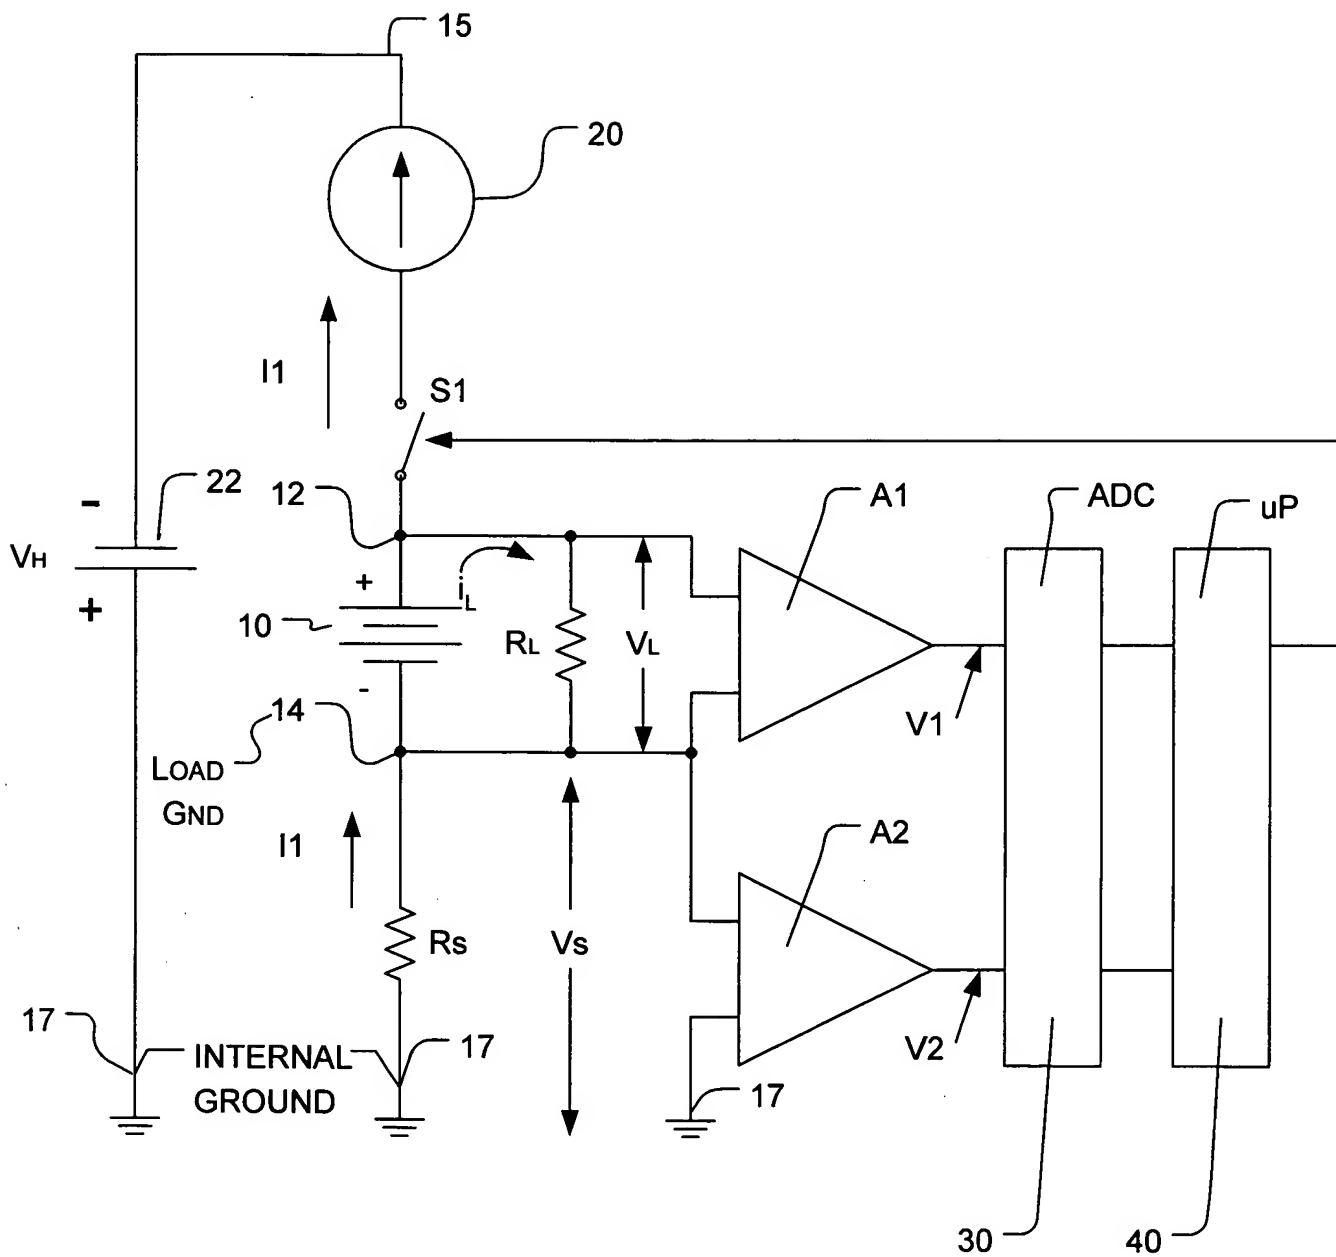 15
20
I1
S1
-
22
12
A1
ADC
uP
VH
+
+
iL
10
RL
VL
V1
-
14
LOAD
GND
I1
A2
Rs
Vs
17
INTERNAL
GROUND
17
17
V2
30
40